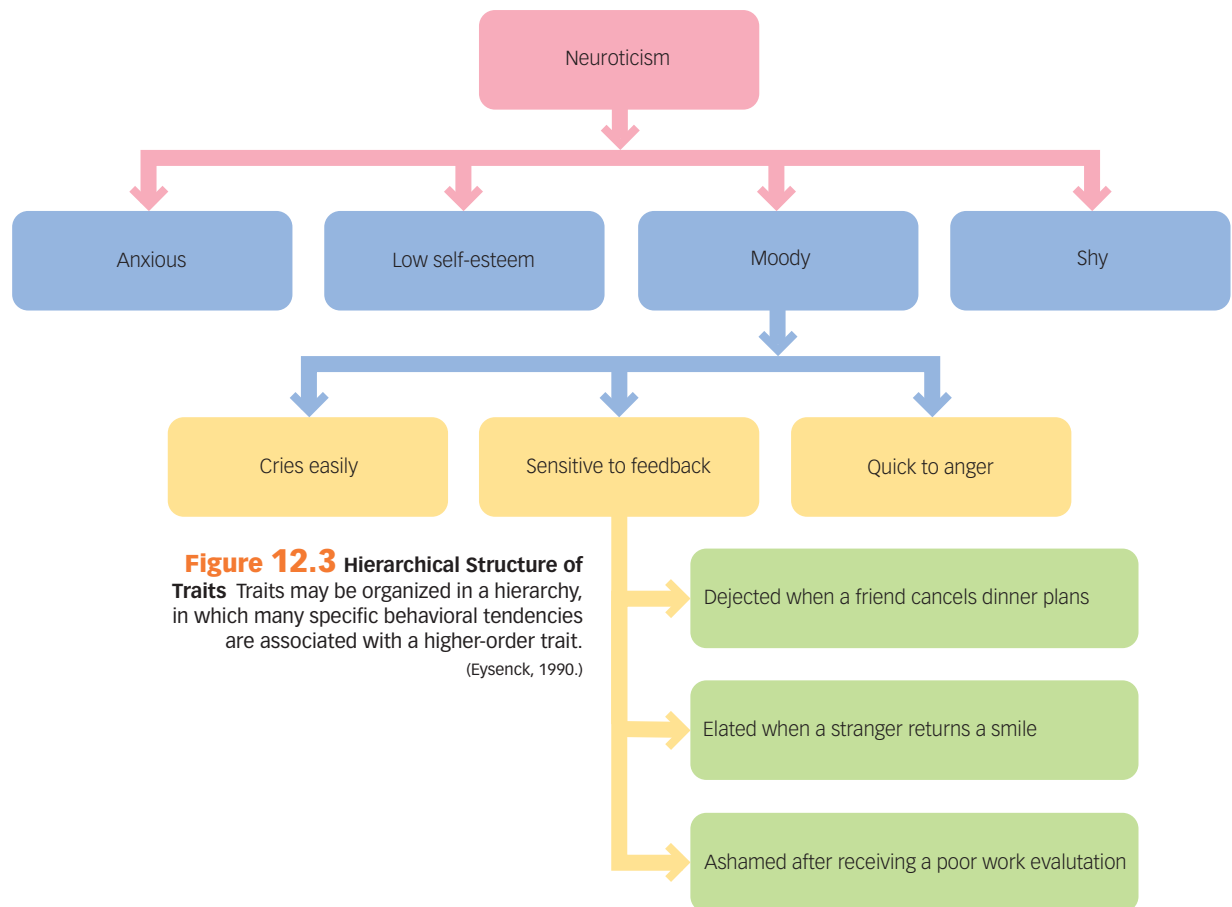 Neuroticism
Anxious
Low self-esteem
Moody
Shy
Cries easily
Sensitive to feedback
Quick to anger
Figure 12.3 Hierarchical Structure of
Traits Traits may be organized in a hierarchy,
in which many specific behavioral tendencies
are associated with a higher-order trait.
(Eysenck, 1990.)
Dejected when a friend cancels dinner plans
Elated when a stranger returns a smile
Ashamed after receiving a poor work evalutation